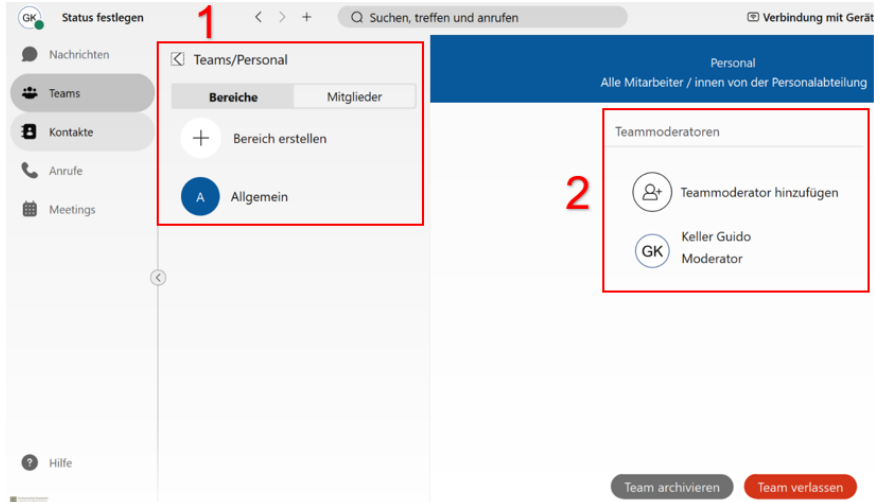 GK
Status festlegen
Suchen, treffen und anrufen
Verbindung mit Gerät
1
Nachrichten
Teams
Kontakte
Anrufe
Meetings
Teams/Personal
Bereiche
Mitglieder
Bereich erstellen
A
Allgemein
Personal
Alle Mitarbeiter / innen von der Personalabteilung
2
Teammoderatoren
Teammoderator hinzufügen
GK
Keller Guido
Moderator
? Hilfe
Team archivieren
Team verlassen